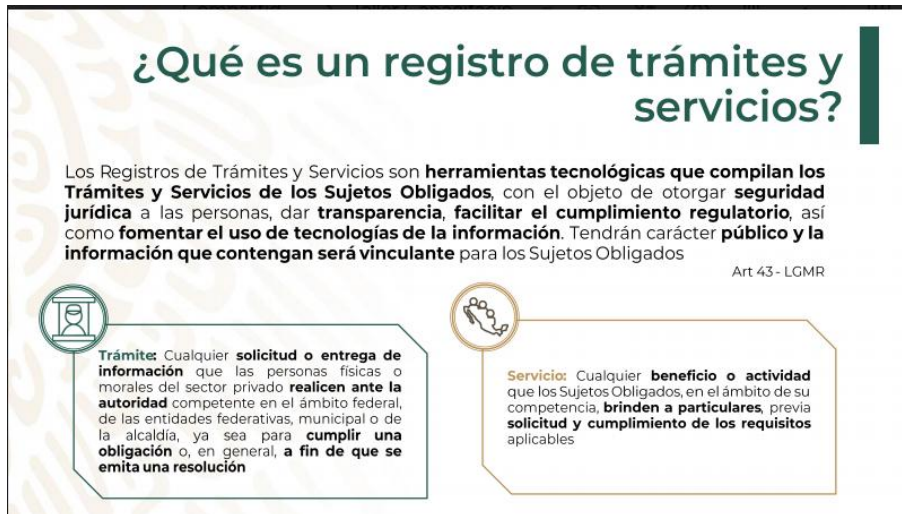 ¿Qué es un registro de trámites y
servicios?
Los Registros de Trámites y Servicios son herramientas tecnológicas que compilan los
Trámites y Servicios de los Sujetos Obligados, con el objeto de otorgar seguridad
jurídica a las personas, dar transparencia, facilitar el cumplimiento regulatorio, así
como fomentar el uso de tecnologías de la información. Tendrán carácter público y la
información que contengan será vinculante para los Sujetos Obligados
Art 43 - LGMR
Trámite: Cualquier solicitud o entrega de
información que las personas físicas o
morales del sector privado realicen ante la
autoridad competente en el ámbito federal,
de las entidades federativas, municipal o de
la alcaldía, ya sea para cumplir una
obligación o, en general, a fin de que se
emita una resolución
Servicio: Cualquier beneficio o actividad
que los Sujetos Obligados, en el ámbito de su
competencia, brinden a particulares, previa
solicitud y cumplimiento de los requisitos
aplicables